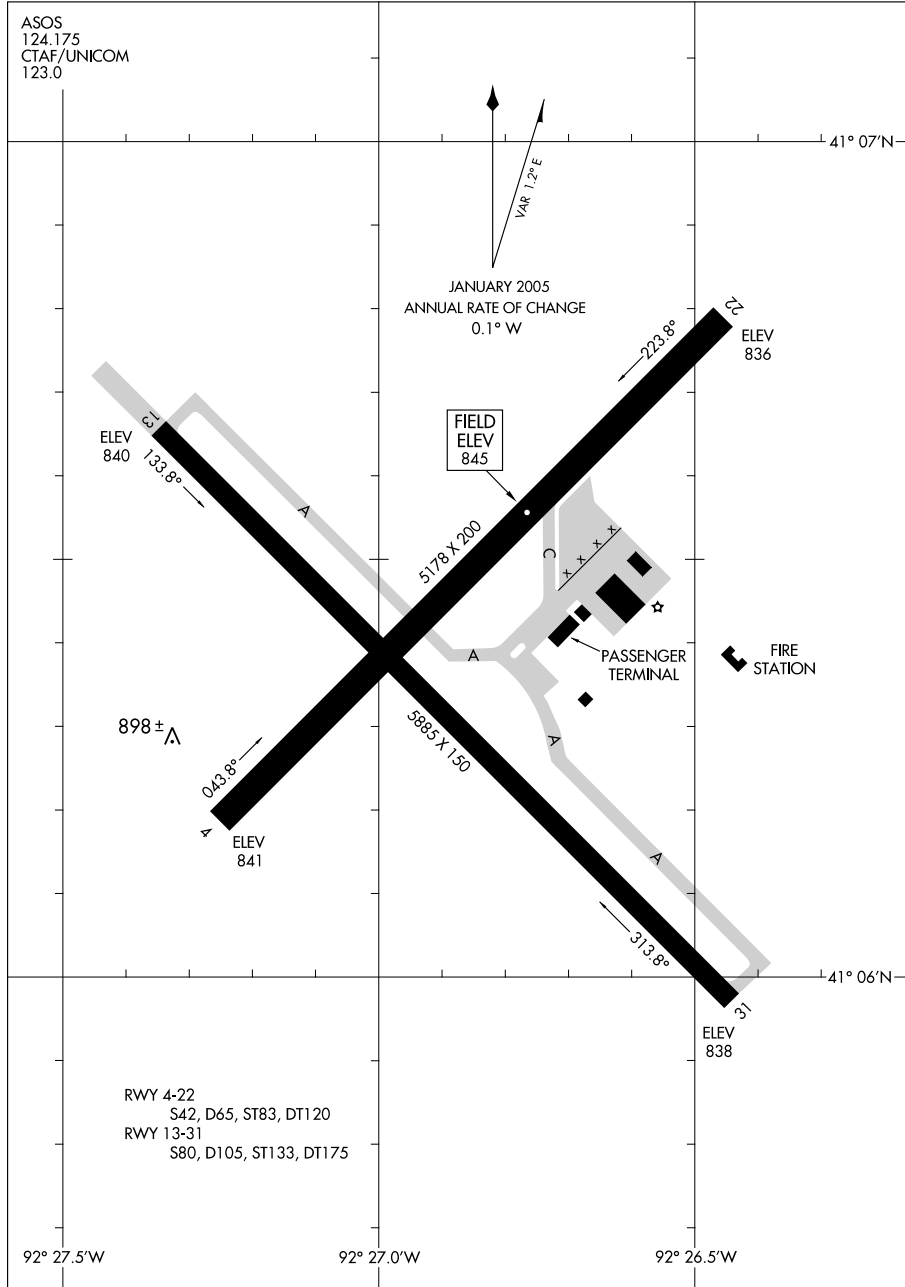 ASOS
124.175
CTAF/UNICOM
123.0
41° 07'N
VAR 1.2° E
JANUARY 2005
ANNUAL RATE OF CHANGE
0.1° W
22
ELEV
836
223.8°
FIELD
ELEV
845
13
ELEV
840
133.8°
A
5178 X 200
C
A
PASSENGER
TERMINAL
FIRE
STATION
5885 X 150
898 ±
A
043.8°
4
ELEV
841
A
313.8°
41° 06'N
31
ELEV
838
RWY 4-22
S42, D65, ST83, DT120
RWY 13-31
S80, D105, ST133, DT175
92° 27.5'W
92° 27.0'W
92° 26.5'W